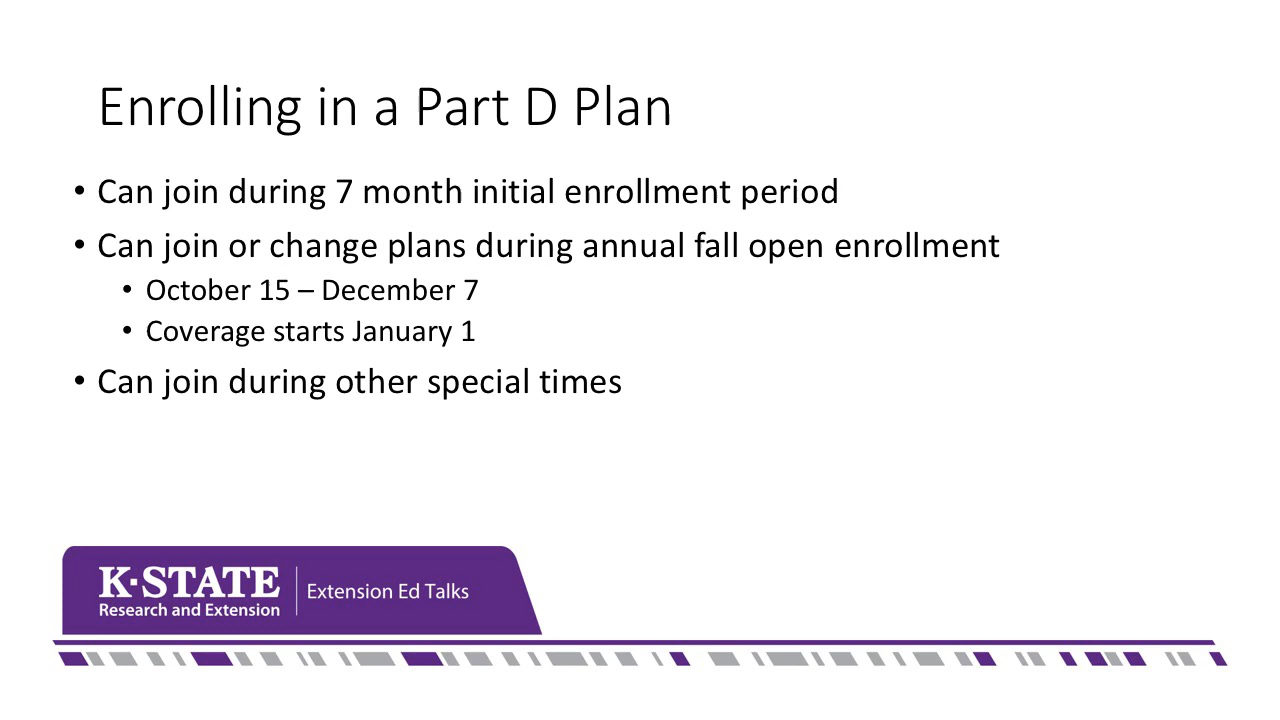 Enrolling in a Part D Plan
• Can join during 7 month initial enrollment period
• Can join or change plans during annual fall open enrollment
• October 15 – December 7
• Coverage starts January 1
• Can join during other special times
K·STATE
Research and Extension
Extension Ed Talks